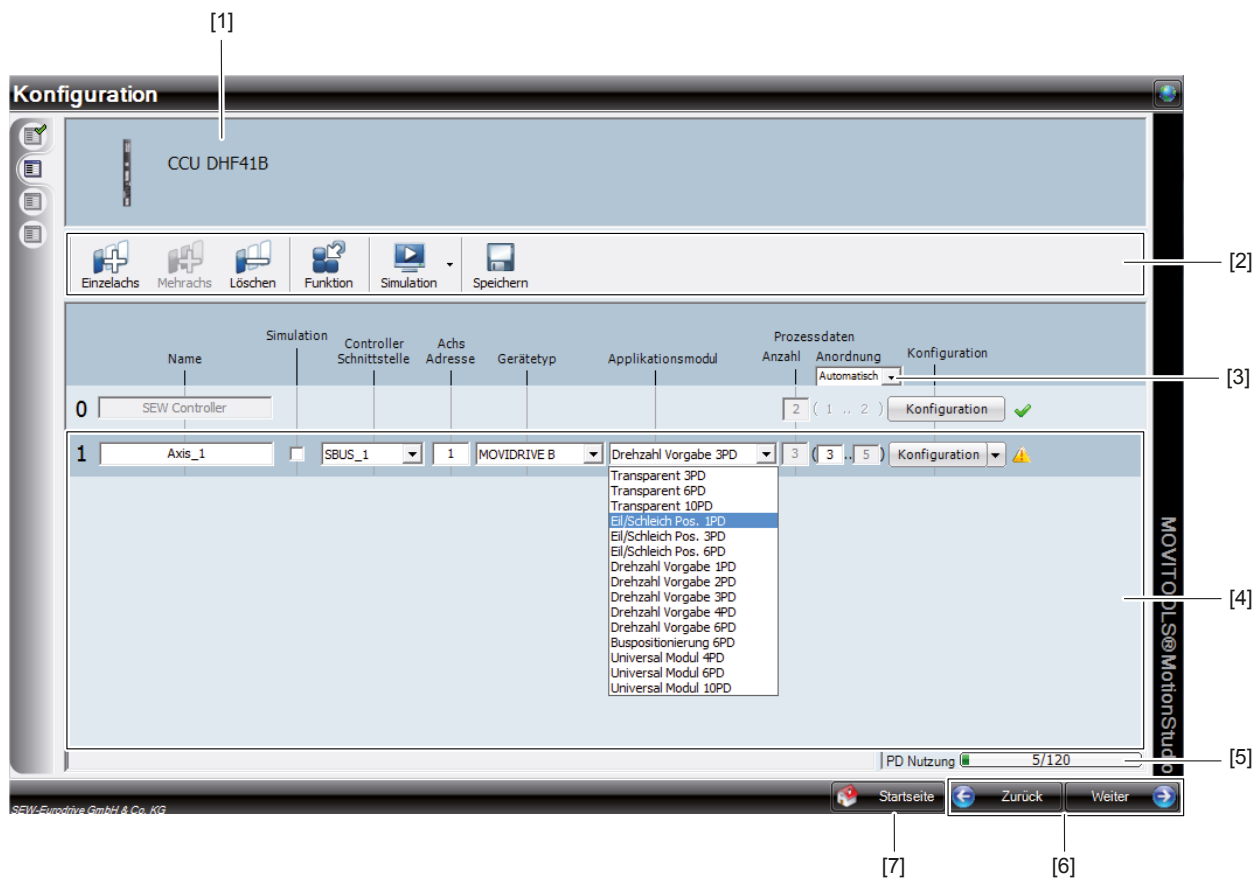 [1]
Konfiguration
CCU DHF41B
[2]
Einzelachs Mehrachs Löschen Funktion Simulation Speichern
Simulation Prozessdaten
Controller Achs
Name Schnittstelle Adresse Gerätetyp Applikationsmodul Anzahl Anordnung Konfiguration
Automatisch
[3]
0 SEW Controller 2 ( 1 .. 2 ) Konfiguration
1 Axis_1 SBUS_1 1 MOVIDRIVE B Drehzahl Vorgabe 3PD 3 ( 3 .. 5 ) Konfiguration
Transparent 3PD
Transparent 6PD
Transparent 10PD
Eil/Schleich Pos. 1PD
Eil/Schleich Pos. 3PD
Eil/Schleich Pos. 6PD
Drehzahl Vorgabe 1PD
Drehzahl Vorgabe 2PD
Drehzahl Vorgabe 3PD
Drehzahl Vorgabe 4PD
Drehzahl Vorgabe 6PD
Buspositionierung 6PD
Universal Modul 4PD
Universal Modul 6PD
Universal Modul 10PD
[4]
MOVITOOLS®MotionStudio
PD Nutzung 5/120
[5]
Startseite Zurück Weiter
SEW-Eurodrive GmbH & Co. KG
[7] [6]